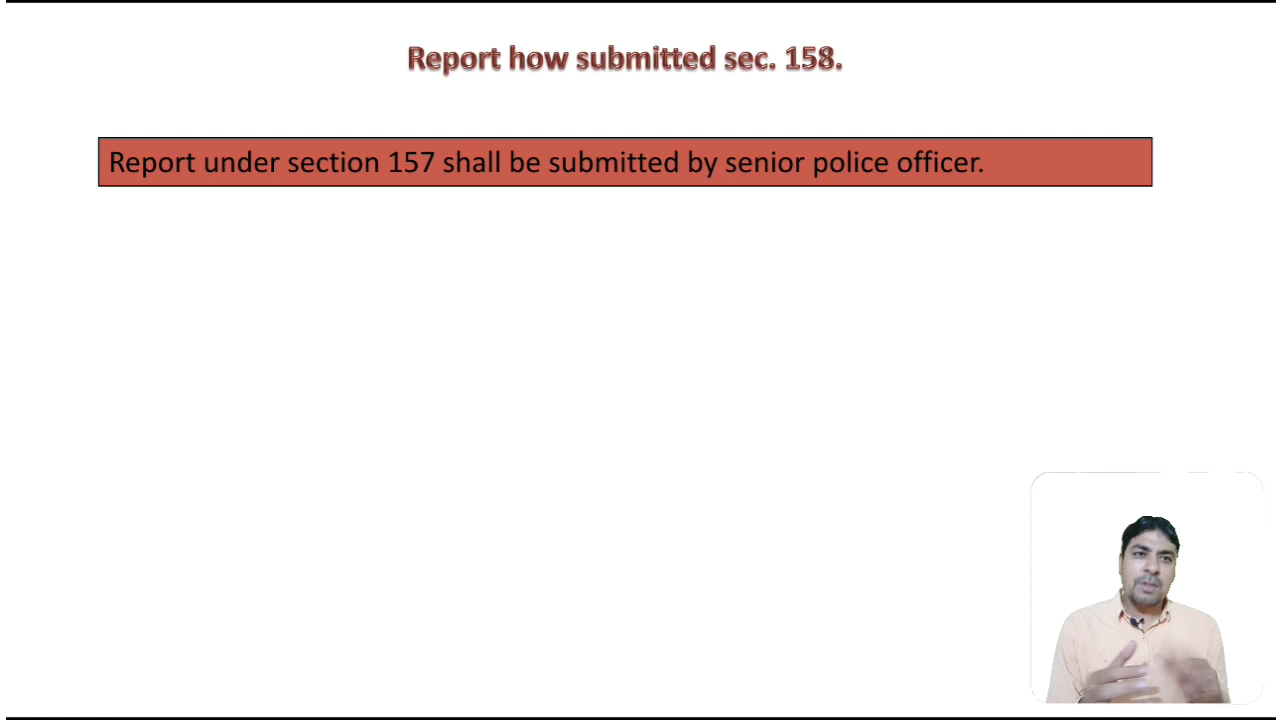 Report how submitted sec. 158.
Report under section 157 shall be submitted by senior police officer.